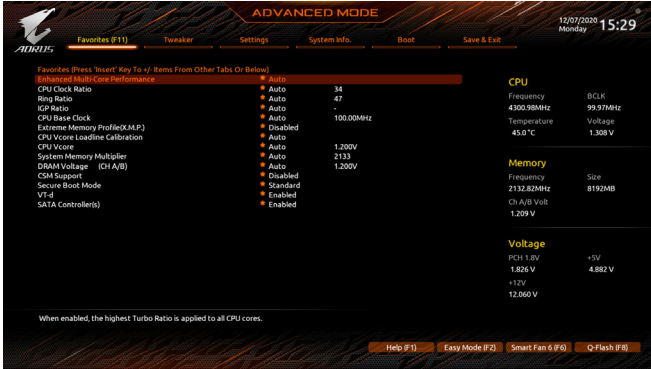 ADVANCED MODE
12/07/2020 Monday 15:29
AORUS
Favorites (F11) Tweaker Settings System Info. Boot Save & Exit
Favorites (Press 'Insert' Key To +/- Items From Other Tabs Or Below)
Enhanced Multi-Core Performance Auto
CPU Clock Ratio Auto 34
Ring Ratio Auto 47
IGP Ratio Auto -
CPU Base Clock Auto 100.00MHz
Extreme Memory Profile(X.M.P.) Disabled
CPU Vcore Loadline Calibration Auto
CPU Vcore Auto 1.200V
System Memory Multiplier Auto 2133
DRAM Voltage (CH A/B) Auto 1.200V
CSM Support Disabled
Secure Boot Mode Standard
VT-d Enabled
SATA Controller(s) Enabled
CPU
Frequency BCLK
4300.98MHz 99.97MHz
Temperature Voltage
45.0 °C 1.308 V
Memory
Frequency Size
2132.82MHz 8192MB
Ch A/B Volt
1.209 V
Voltage
PCH 1.8V +5V
1.826 V 4.882 V
+12V
12.060 V
When enabled, the highest Turbo Ratio is applied to all CPU cores.
Help (F1) Easy Mode (F2) Smart Fan 6 (F6) Q-Flash (F8)